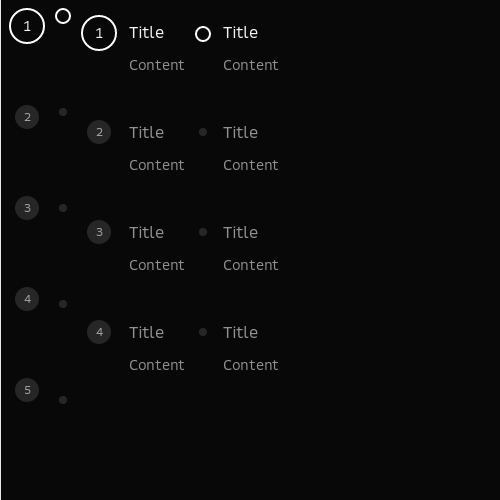 1
1 Title Title
Content Content
2
2 Title Title
Content Content
3
3 Title Title
Content Content
4
4 Title Title
Content Content
5